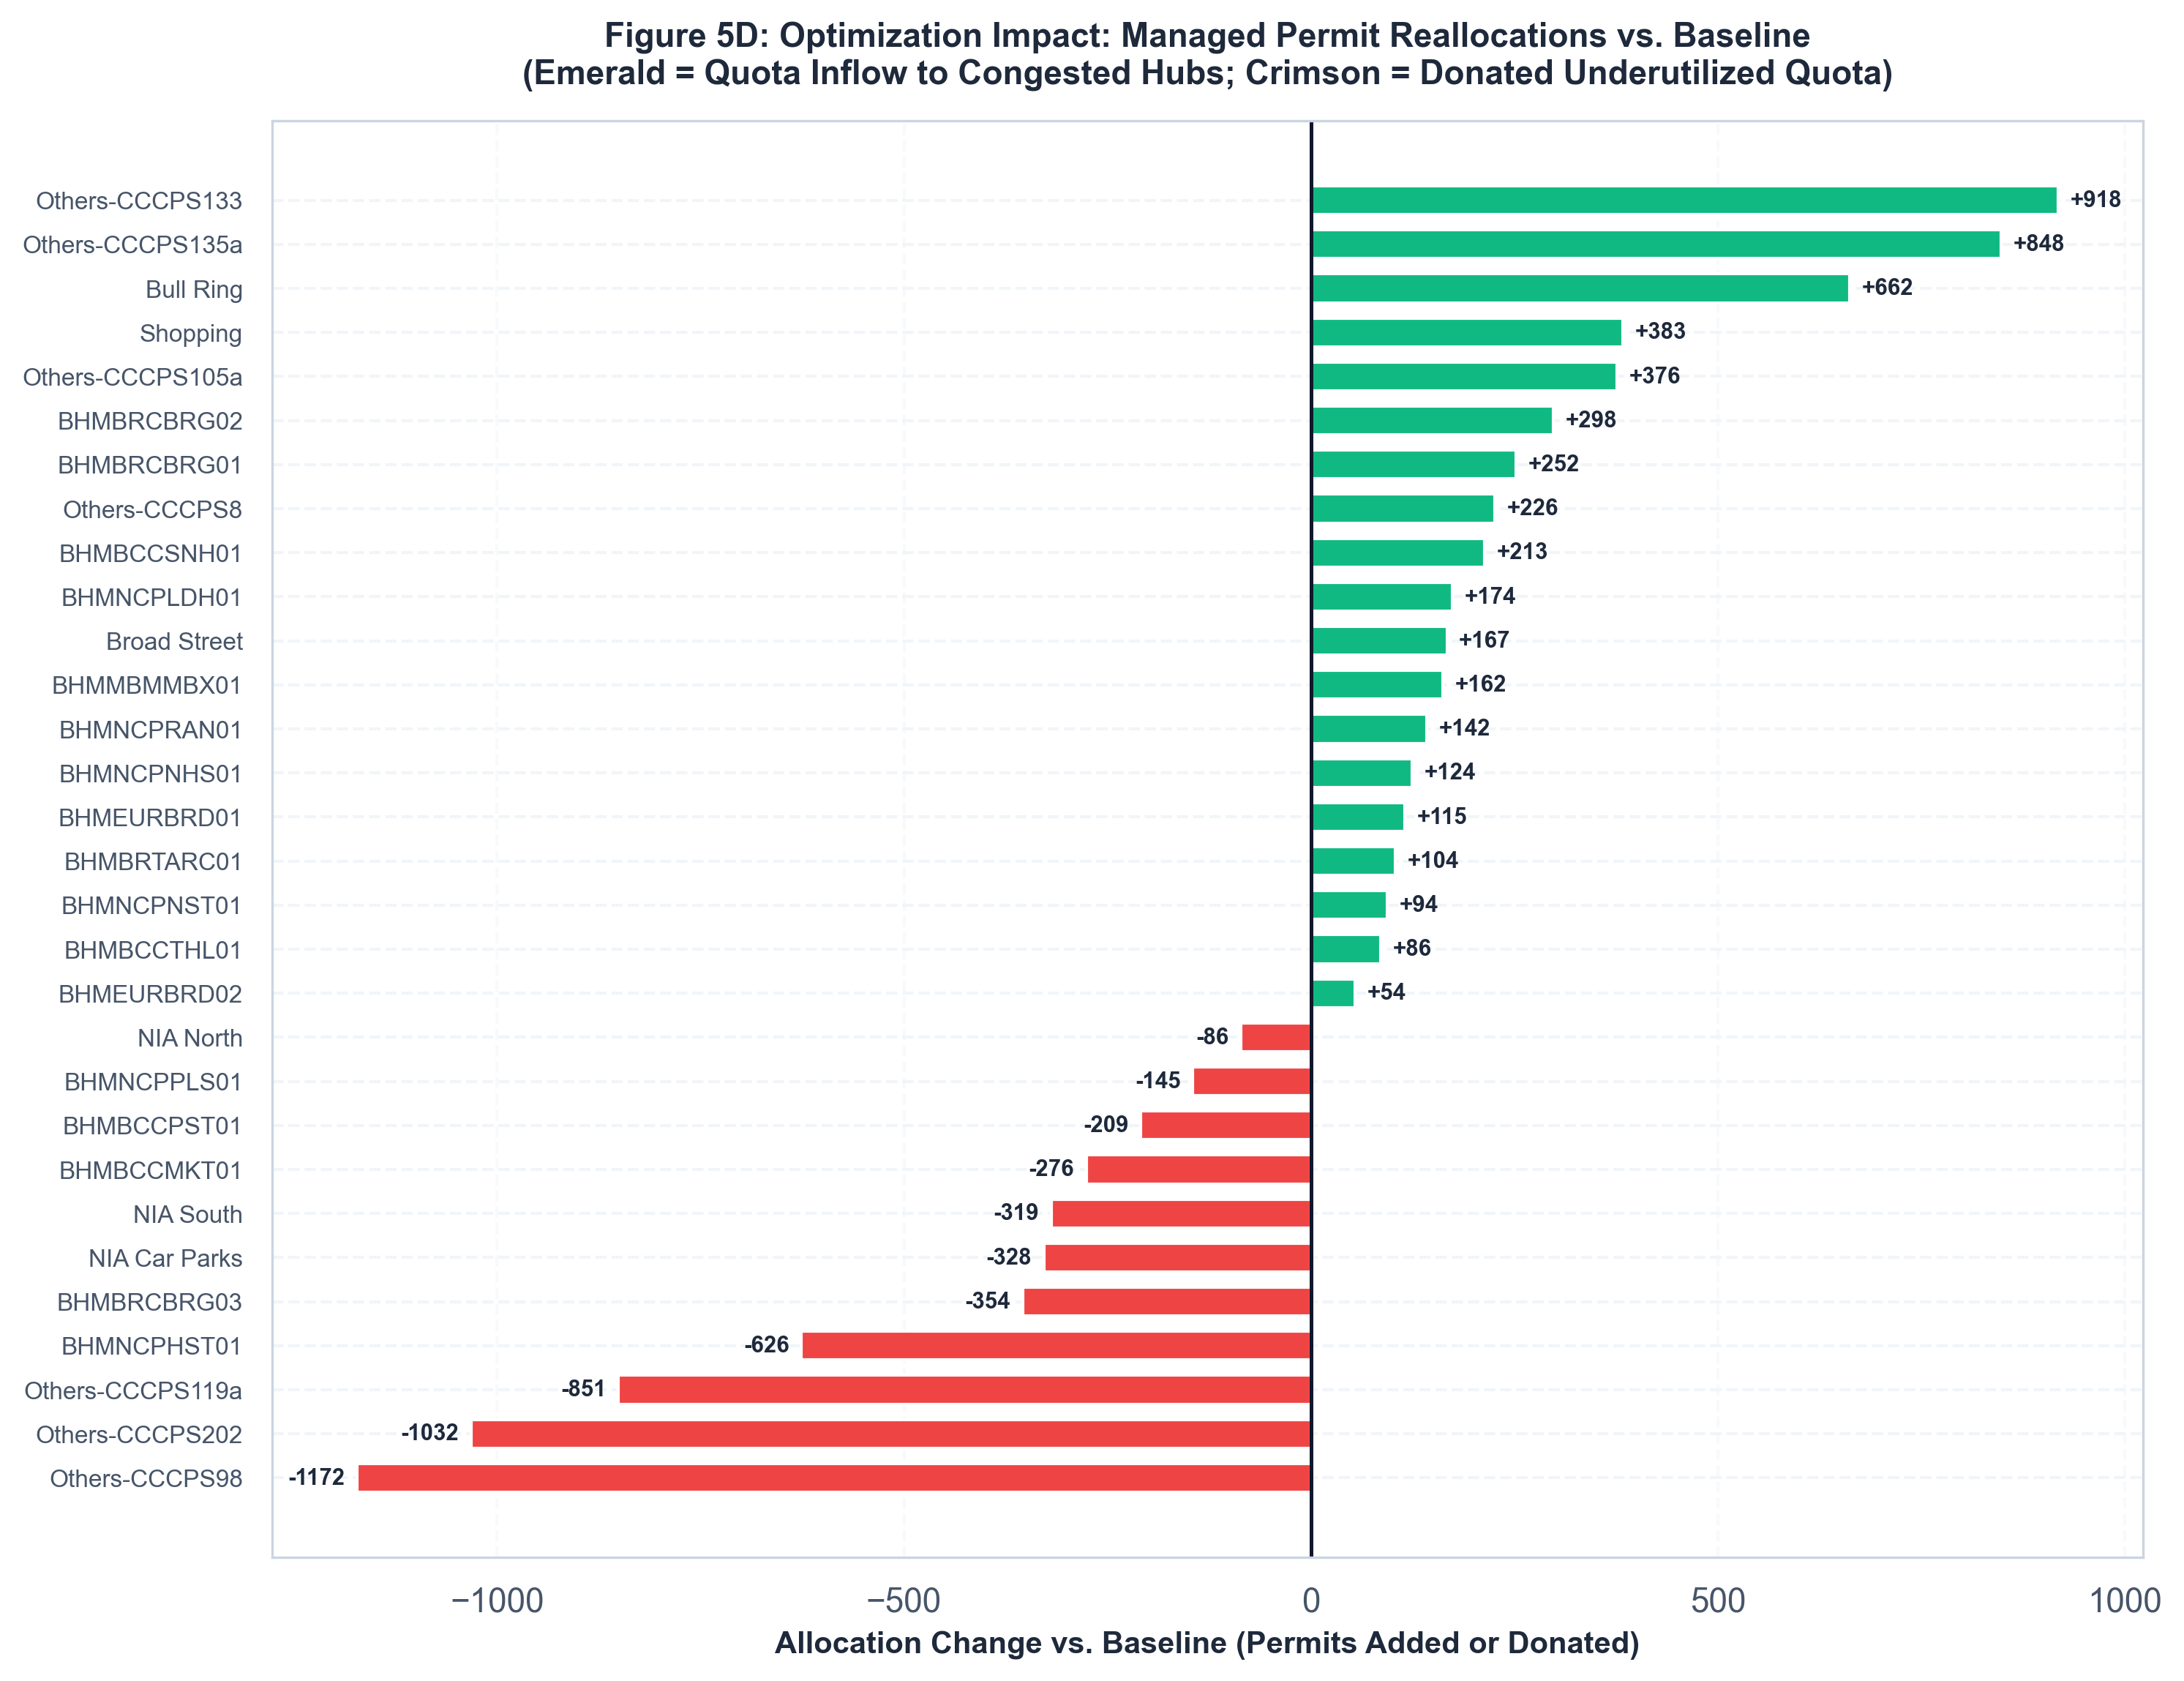 Figure 5D: Optimization Impact: Managed Permit Reallocations vs. Baseline
(Emerald = Quota Inflow to Congested Hubs; Crimson = Donated Underutilized Quota)
Others-CCCPS133 +918
Others-CCCPS135a +848
Bull Ring +662
Shopping +383
Others-CCCPS105a +376
BHMBRCBRG02 +298
BHMBRCBRG01 +252
Others-CCCPS8 +226
BHMBCCSNH01 +213
BHMNCPLDH01 +174
Broad Street +167
BHMMBMMBX01 +162
BHMNCPRAN01 +142
BHMNCPNHS01 +124
BHMEURBRD01 +115
BHMBRTARC01 +104
BHMNCPNST01 +94
BHMBCCTHL01 +86
BHMEURBRD02 +54
NIA North -86
BHMNCPPLS01 -145
BHMBCCPST01 -209
BHMBCCMKT01 -276
NIA South -319
NIA Car Parks -328
BHMBRCBRG03 -354
BHMNCPHST01 -626
Others-CCCPS119a -851
Others-CCCPS202 -1032
Others-CCCPS98 -1172
−1000 −500 0 500 1000
Allocation Change vs. Baseline (Permits Added or Donated)